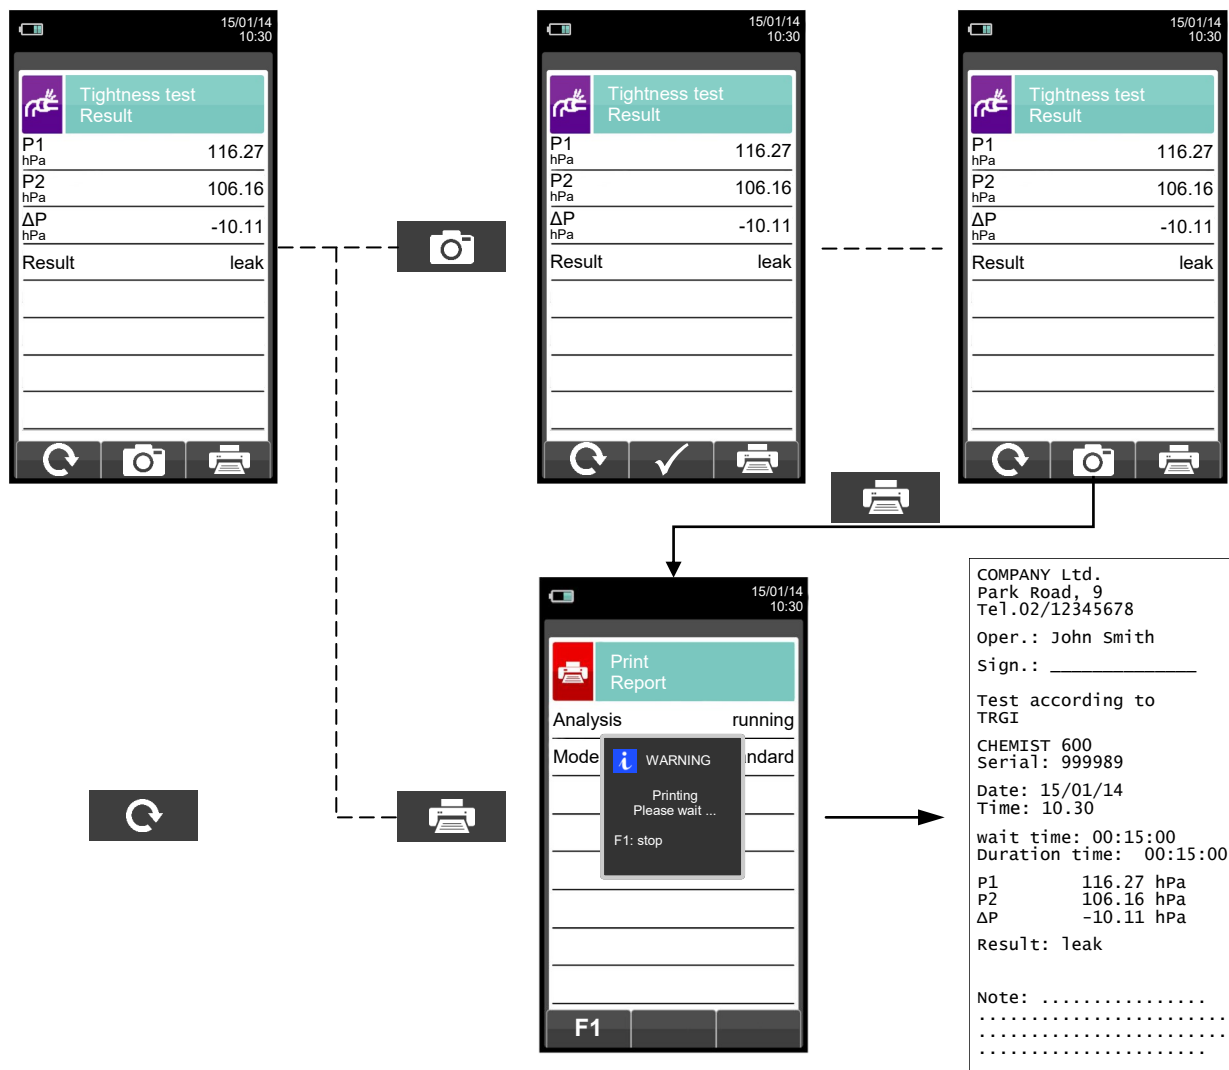 15/01/14
10:30
Tightness test
Result
P1
hPa
116.27
P2
hPa
106.16
ΔP
hPa
-10.11
Result leak
15/01/14
10:30
Tightness test
Result
P1
hPa
116.27
P2
hPa
106.16
ΔP
hPa
-10.11
Result leak
15/01/14
10:30
Tightness test
Result
P1
hPa
116.27
P2
hPa
106.16
ΔP
hPa
-10.11
Result leak
15/01/14
10:30
Print
Report
Analysis running
Mode ndard
i WARNING
Printing
Please wait ...
F1: stop
F1
COMPANY Ltd.
Park Road, 9
Tel.02/12345678
Oper.: John Smith
Sign.: ______________
Test according to
TRGI
CHEMIST 600
Serial: 999989
Date: 15/01/14
Time: 10.30
wait time: 00:15:00
Duration time: 00:15:00
P1 116.27 hPa
P2 106.16 hPa
ΔP -10.11 hPa
Result: leak
Note: ................
........................
........................
......................